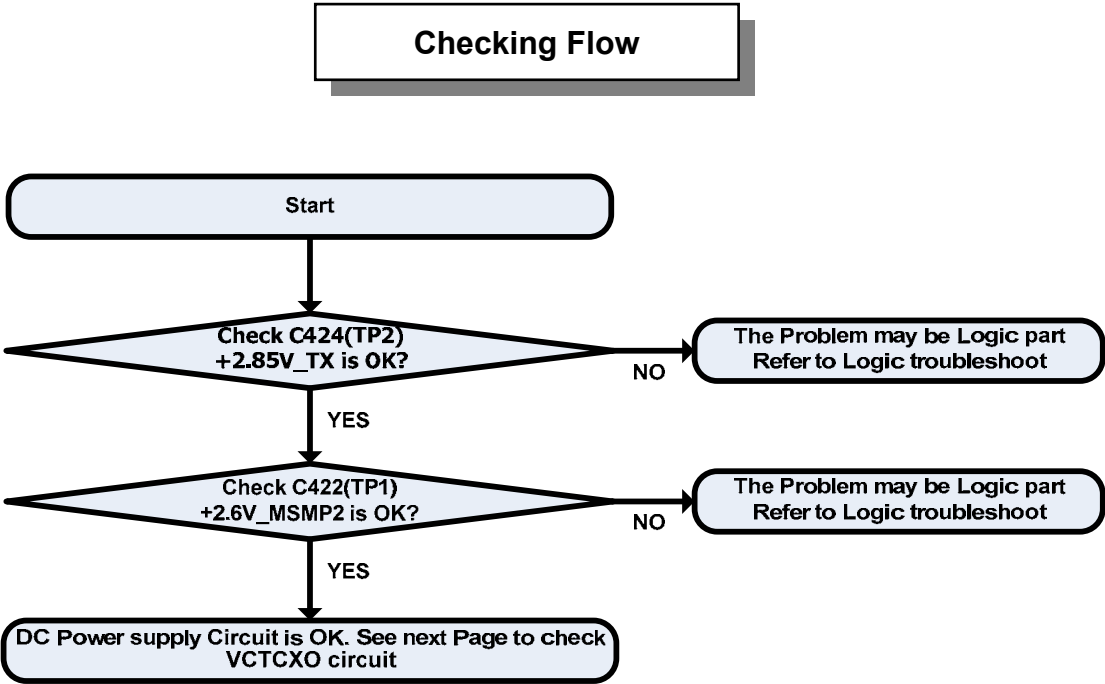 Checking Flow
Start
Check C424(TP2)
+2.85V_TX is OK?
NO
The Problem may be Logic part
Refer to Logic troubleshoot
YES
Check C422(TP1)
+2.6V_MSMP2 is OK?
NO
The Problem may be Logic part
Refer to Logic troubleshoot
YES
DC Power supply Circuit is OK. See next Page to check
VCTCXO circuit